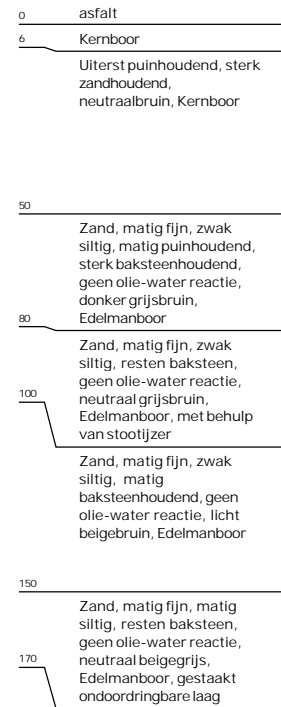 0
asfalt
6
Kernboor
Uiterst puinhoudend, sterk
zandhoudend,
neutraalbruin, Kernboor
50
Zand, matig fijn, zwak
siltig, matig puinhoudend,
sterk baksteenhoudend,
geen olie-water reactie,
donker grijsbruin,
Edelmanboor
80
Zand, matig fijn, zwak
siltig, resten baksteen,
geen olie-water reactie,
neutraal grijsbruin,
Edelmanboor, met behulp
van stootijzer
100
Zand, matig fijn, zwak
siltig, matig
baksteenhoudend, geen
olie-water reactie, licht
beigebruin, Edelmanboor
150
Zand, matig fijn, matig
siltig, resten baksteen,
geen olie-water reactie,
neutraal beigegrijs,
Edelmanboor, gestaakt
ondoordringbare laag
170